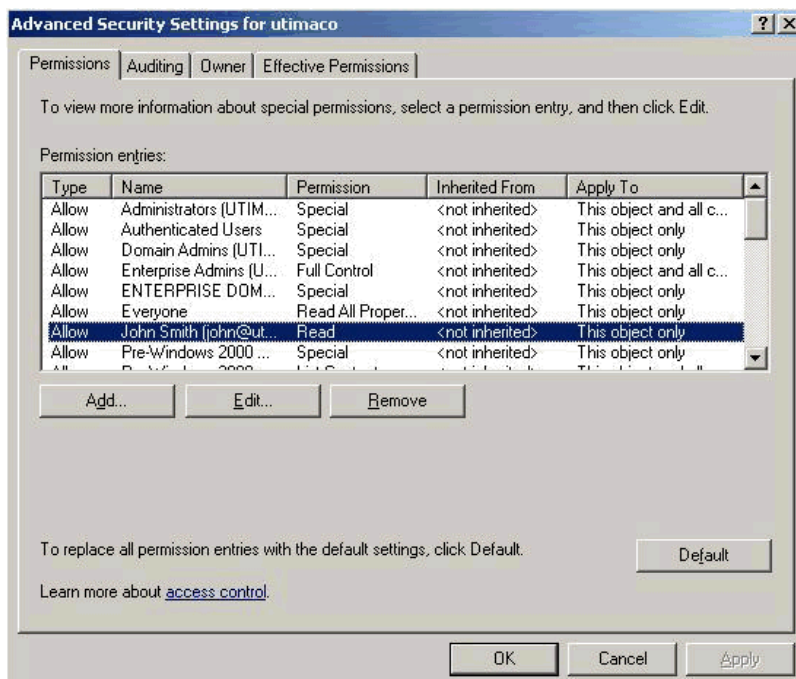 Advanced Security Settings for utimaco
Permissions Auditing Owner Effective Permissions
To view more information about special permissions, select a permission entry, and then click Edit.
Permission entries:
Type Name Permission Inherited From Apply To
Allow Administrators (UTIM... Special <not inherited> This object and all c...
Allow Authenticated Users Special <not inherited> This object only
Allow Domain Admins (UTI... Special <not inherited> This object only
Allow Enterprise Admins (U... Full Control <not inherited> This object and all c...
Allow ENTERPRISE DOM... Special <not inherited> This object only
Allow Everyone Read All Proper... <not inherited> This object only
Allow John Smith (john@ut... Read <not inherited> This object only
Allow Pre-Windows 2000 ... Special <not inherited> This object only
Add... Edit... Remove
To replace all permission entries with the default settings, click Default.
Default
Learn more about access control.
OK Cancel Apply